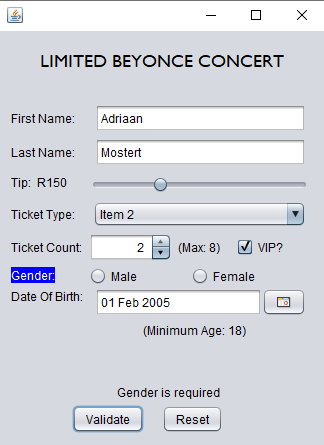 LIMITED BEYONCE CONCERT
First Name: Adriaan
Last Name: Mostert
Tip: R150
Ticket Type: Item 2
Ticket Count: 2 (Max: 8) VIP?
Gender: Male Female
Date Of Birth: 01 Feb 2005
(Minimum Age: 18)
Gender is required
Validate Reset